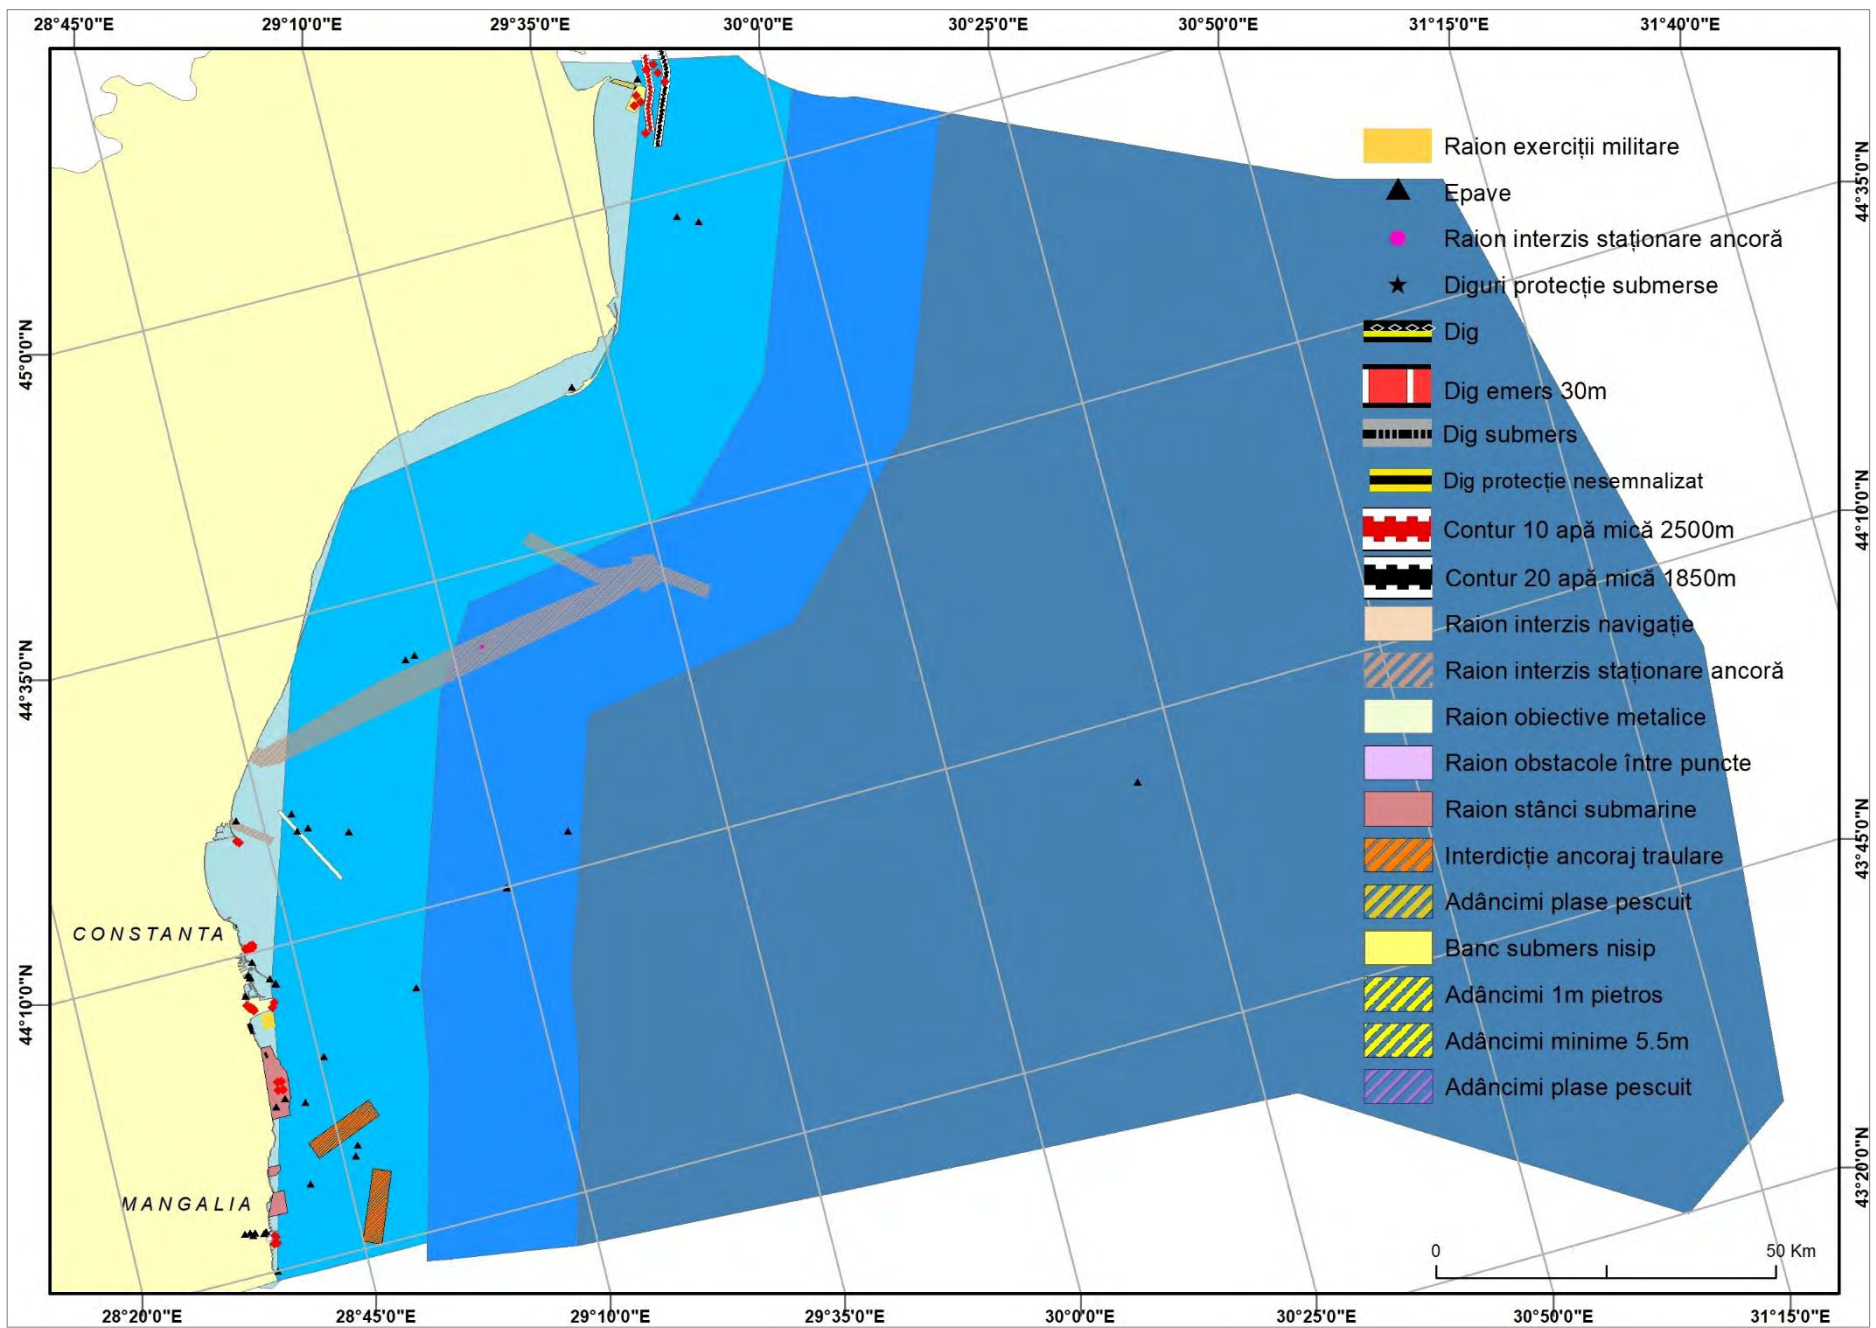 28°45'0"E 29°10'0"E 29°35'0"E 30°0'0"E 30°25'0"E 30°50'0"E 31°15'0"E 31°40'0"E
45°0'0"N
44°35'0"N
44°10'0"N
44°35'0"N
44°10'0"N
43°45'0"N
43°20'0"N
Raion exerciții militare
Epave
Raion interzis staționare ancoră
Diguri protecție submerse
Dig
Dig emers 30m
Dig submers
Dig protecție nesemnalizat
Contur 10 apă mică 2500m
Contur 20 apă mică 1850m
Raion interzis navigație
Raion interzis staționare ancoră
Raion obiective metalice
Raion obstacole între puncte
Raion stânci submarine
Interdicție ancoraj traulare
Adâncimi plase pescuit
Banc submers nisip
Adâncimi 1m pietros
Adâncimi minime 5.5m
Adâncimi plase pescuit
CONSTANTA
MANGALIA
0 50 Km
28°20'0"E 28°45'0"E 29°10'0"E 29°35'0"E 30°0'0"E 30°25'0"E 30°50'0"E 31°15'0"E